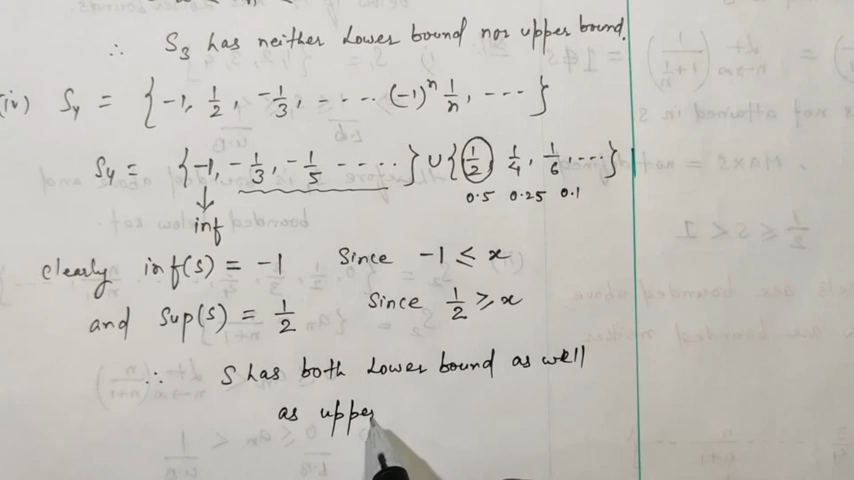 ∴ S₃ has neither Lower bound nor upper bound.
(iv) S₄ = { -1, 1/2, -1/3, ---- (-1)ⁿ 1/n, --- }
S₄ = { -1, -1/3, -1/5 ---- } ∪ { 1/2, 1/4, 1/6, ... }
0.5 0.25 0.1
↓
inf
Clearly inf(s) = -1 Since -1 ≤ x
and Sup(s) = 1/2 Since 1/2 ≥ x
∴ S has both Lower bound as well
as upper